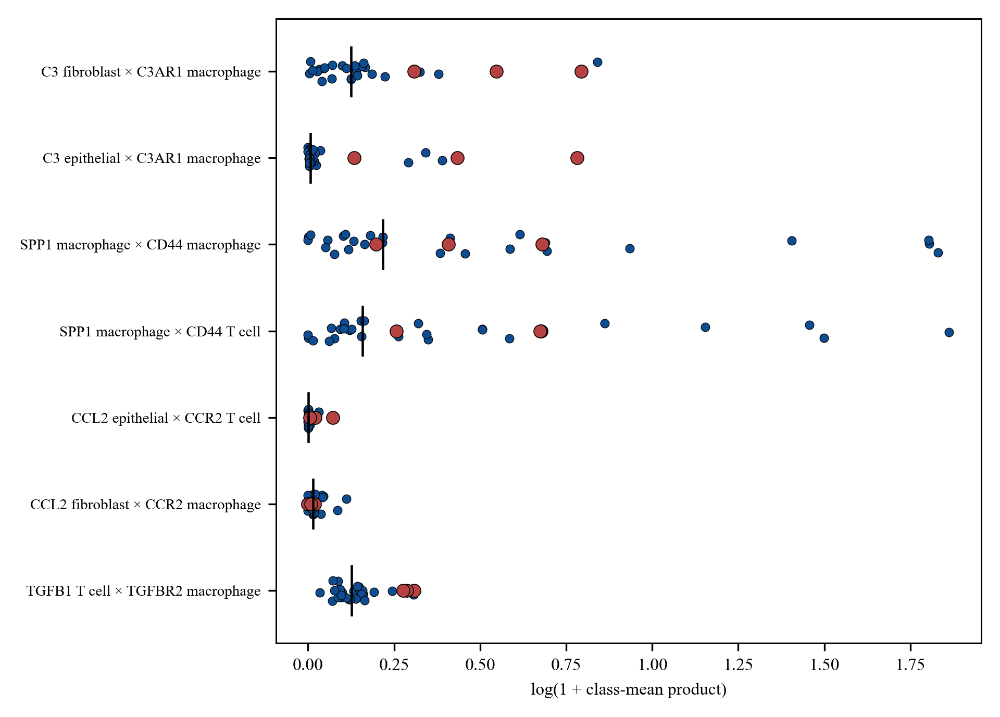 C3 fibroblast × C3AR1 macrophage
C3 epithelial × C3AR1 macrophage
SPP1 macrophage × CD44 macrophage
SPP1 macrophage × CD44 T cell
CCL2 epithelial × CCR2 T cell
CCL2 fibroblast × CCR2 macrophage
TGFB1 T cell × TGFBR2 macrophage
0.00 0.25 0.50 0.75 1.00 1.25 1.50 1.75
log(1 + class-mean product)